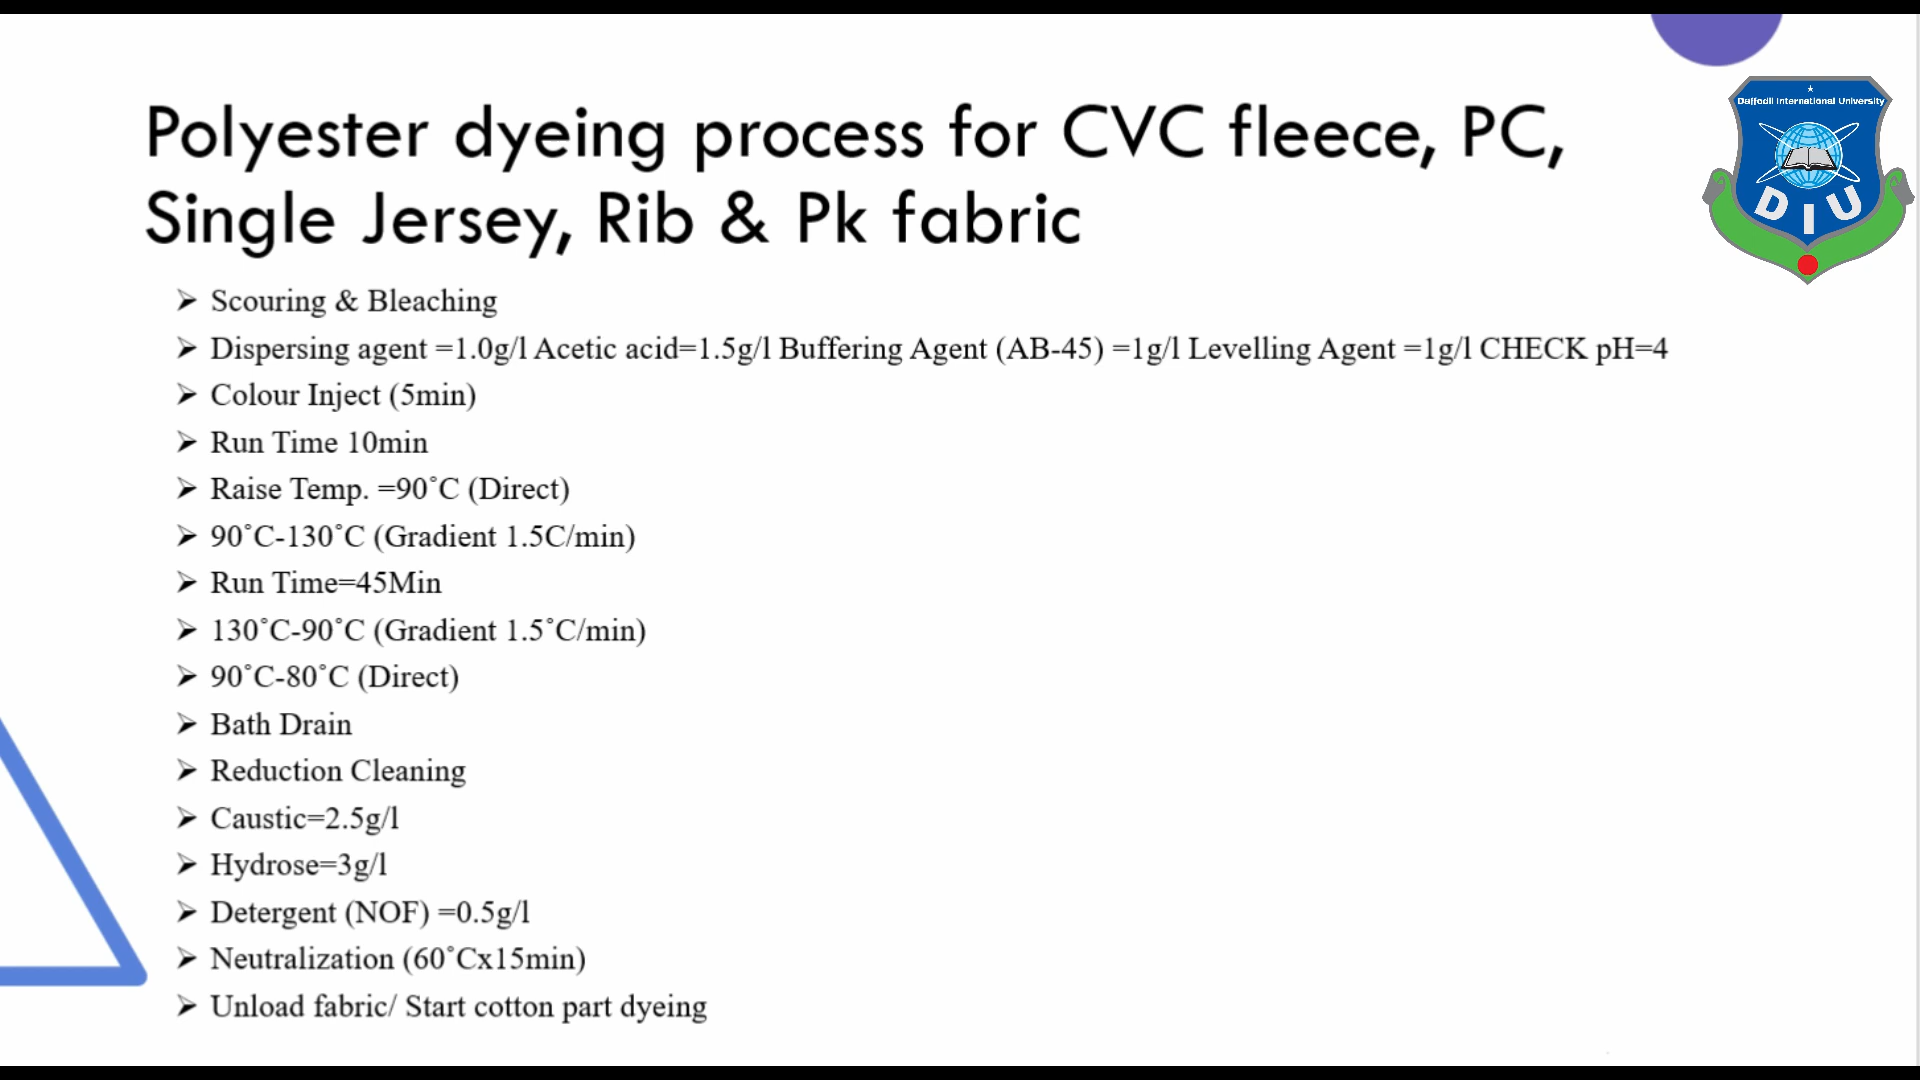 Polyester dyeing process for CVC fleece, PC,
Single Jersey, Rib & Pk fabric
Daffodil International University
D I U
➢ Scouring & Bleaching
➢ Dispersing agent =1.0g/l Acetic acid=1.5g/l Buffering Agent (AB-45) =1g/l Levelling Agent =1g/l CHECK pH=4
➢ Colour Inject (5min)
➢ Run Time 10min
➢ Raise Temp. =90˚C (Direct)
➢ 90˚C-130˚C (Gradient 1.5C/min)
➢ Run Time=45Min
➢ 130˚C-90˚C (Gradient 1.5˚C/min)
➢ 90˚C-80˚C (Direct)
➢ Bath Drain
➢ Reduction Cleaning
➢ Caustic=2.5g/l
➢ Hydrose=3g/l
➢ Detergent (NOF) =0.5g/l
➢ Neutralization (60˚Cx15min)
➢ Unload fabric/ Start cotton part dyeing